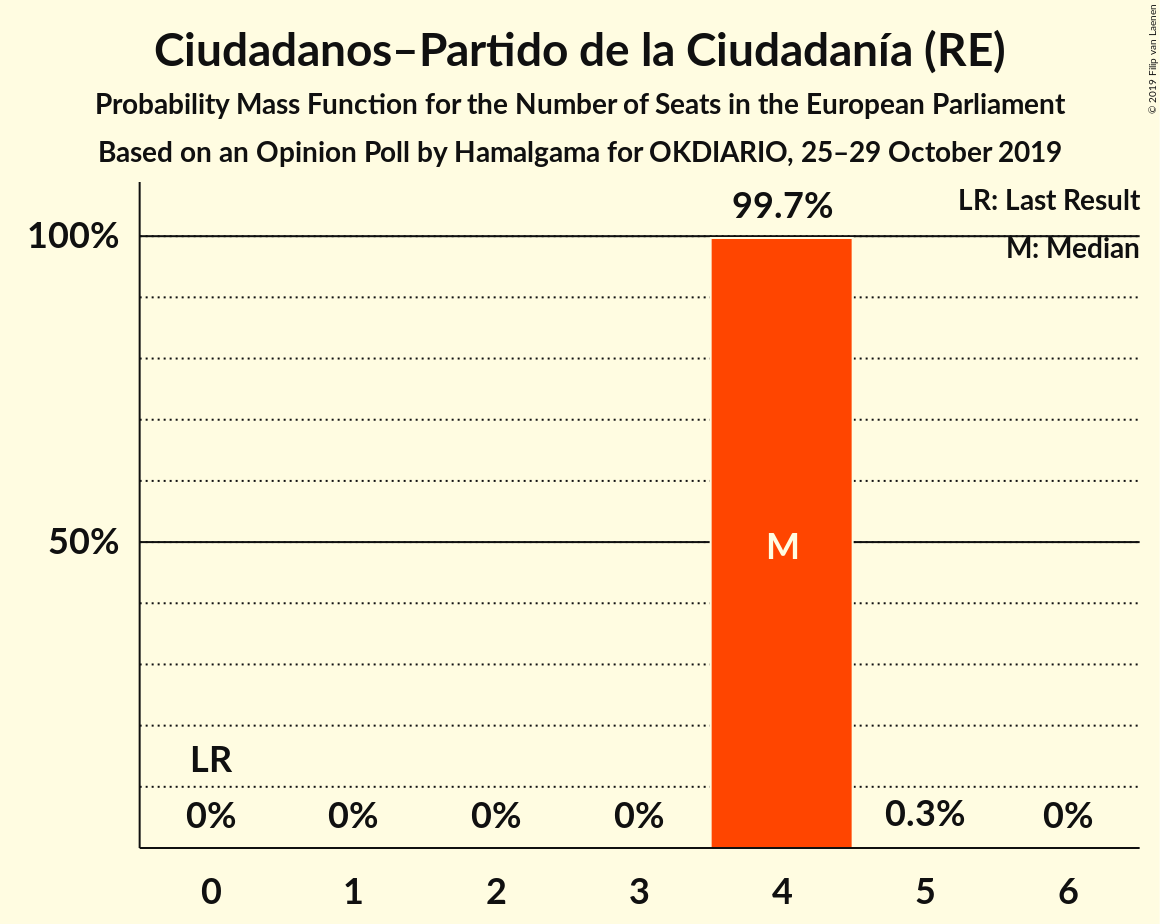 Ciudadanos–Partido de la Ciudadanía (RE)
Probability Mass Function for the Number of Seats in the European Parliament
Based on an Opinion Poll by Hamalgama for OKDIARIO, 25–29 October 2019
© 2019 Filip van Laenen
LR: Last Result
M: Median
99.7%
100%
50%
M
LR
0% 0% 0% 0% 0.3% 0%
0 1 2 3 4 5 6